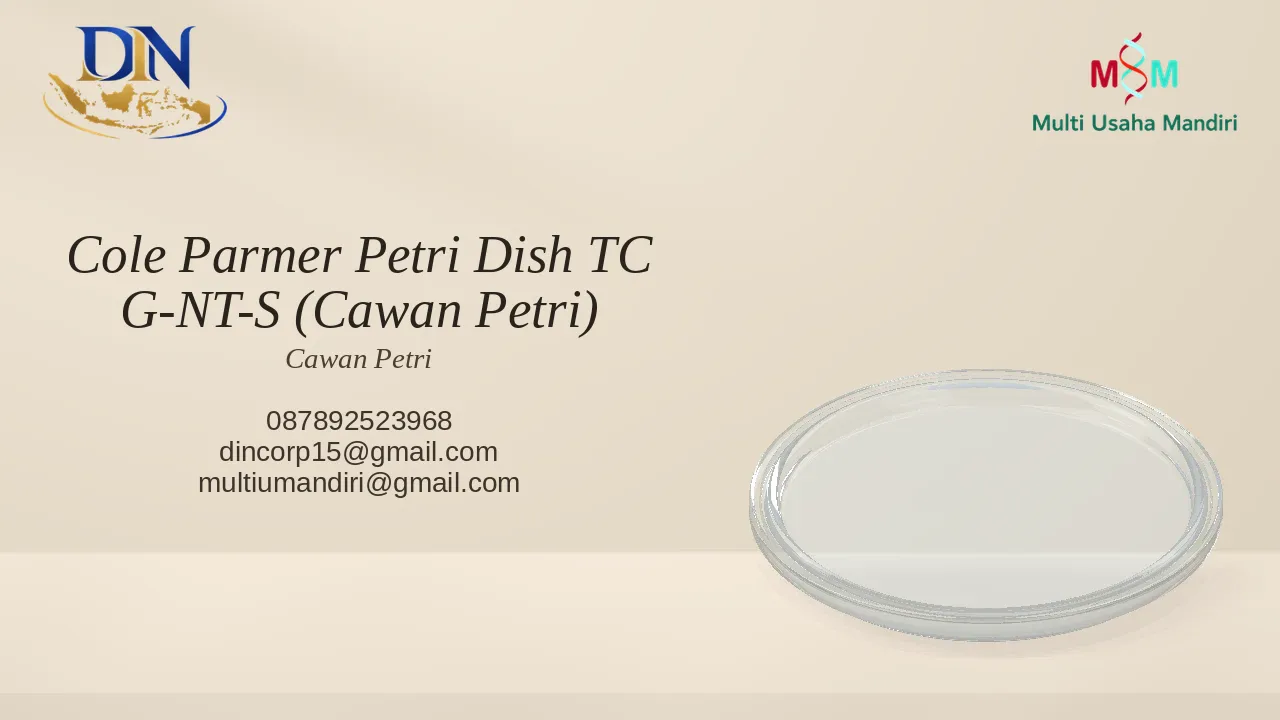 DIN
M M
Multi Usaha Mandiri
Cole Parmer Petri Dish TC
G-NT-S (Cawan Petri)
Cawan Petri
087892523968
dincorp15@gmail.com
multiumandiri@gmail.com